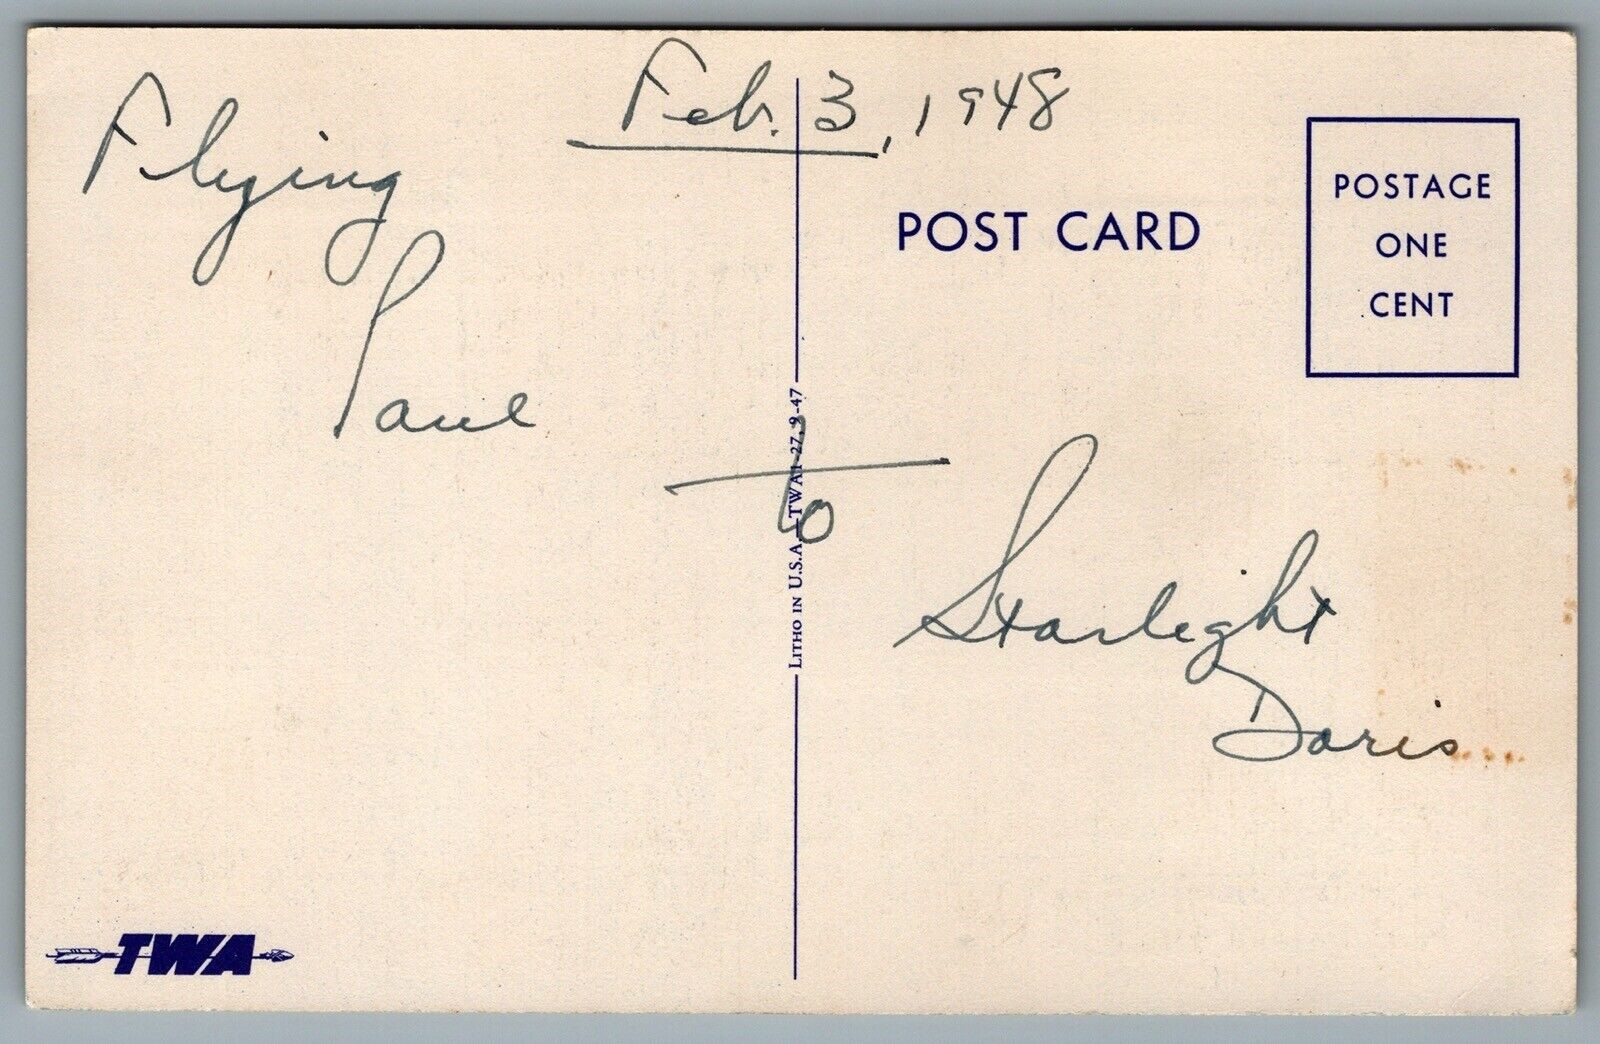 Feb. 3, 1948
Flying
Paul
to
Starlight
Doris
POST CARD
POSTAGE
ONE
CENT
LITHO IN U.S.A.—TWA1-27, 9-47
TWA